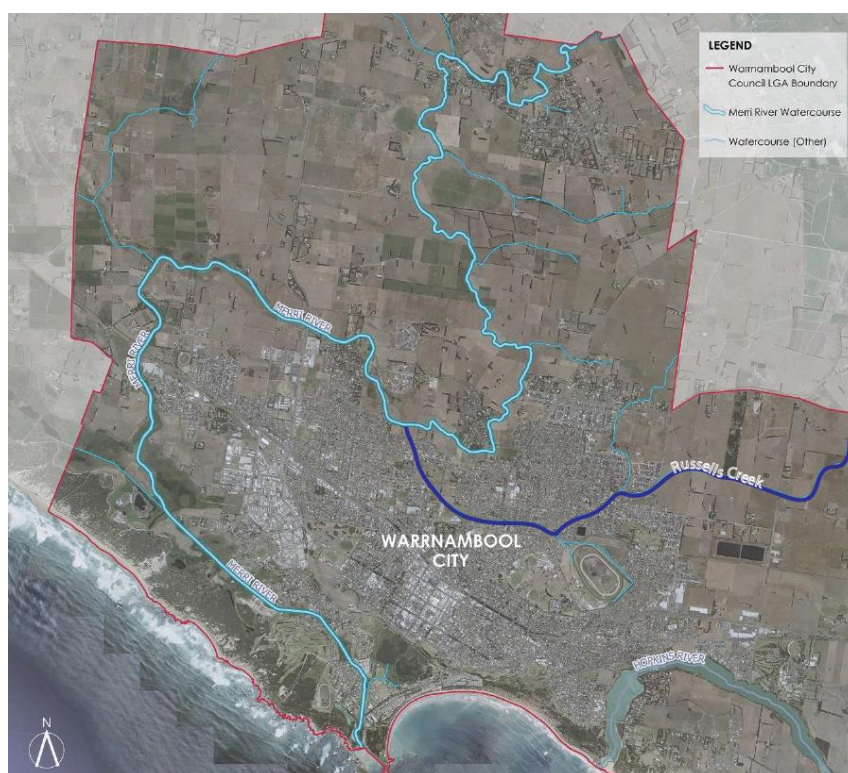 LEGEND
Warrnambool City
Council LGA Boundary
Merri River Watercourse
Watercourse (Other)
MERRI RIVER
MERRI RIVER
Russells Creek
WARRNAMBOOL
CITY
MERRI RIVER
HOPKINS RIVER
N